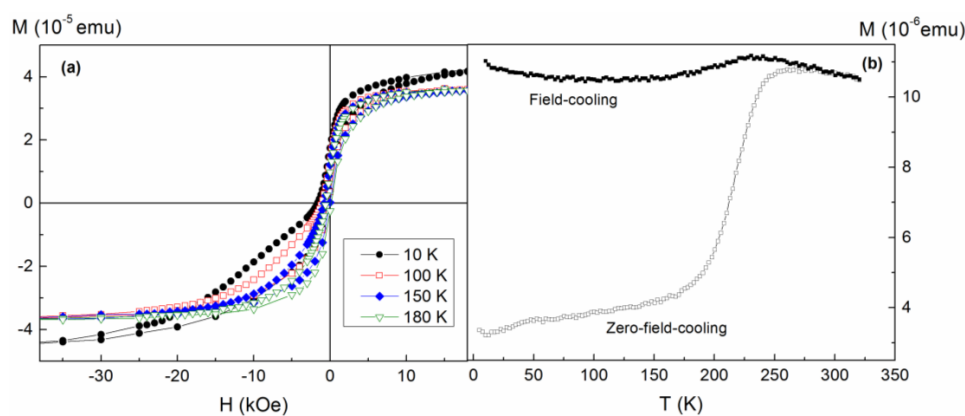 M (10⁻⁵ emu)
M (10⁻⁶emu)
(a)
(b)
4
2
0
-2
-4
10
8
6
4
Field-cooling
Zero-field-cooling
10 K
100 K
150 K
180 K
-30 -20 -10 0 10
0 50 100 150 200 250 300 350
H (kOe)
T (K)